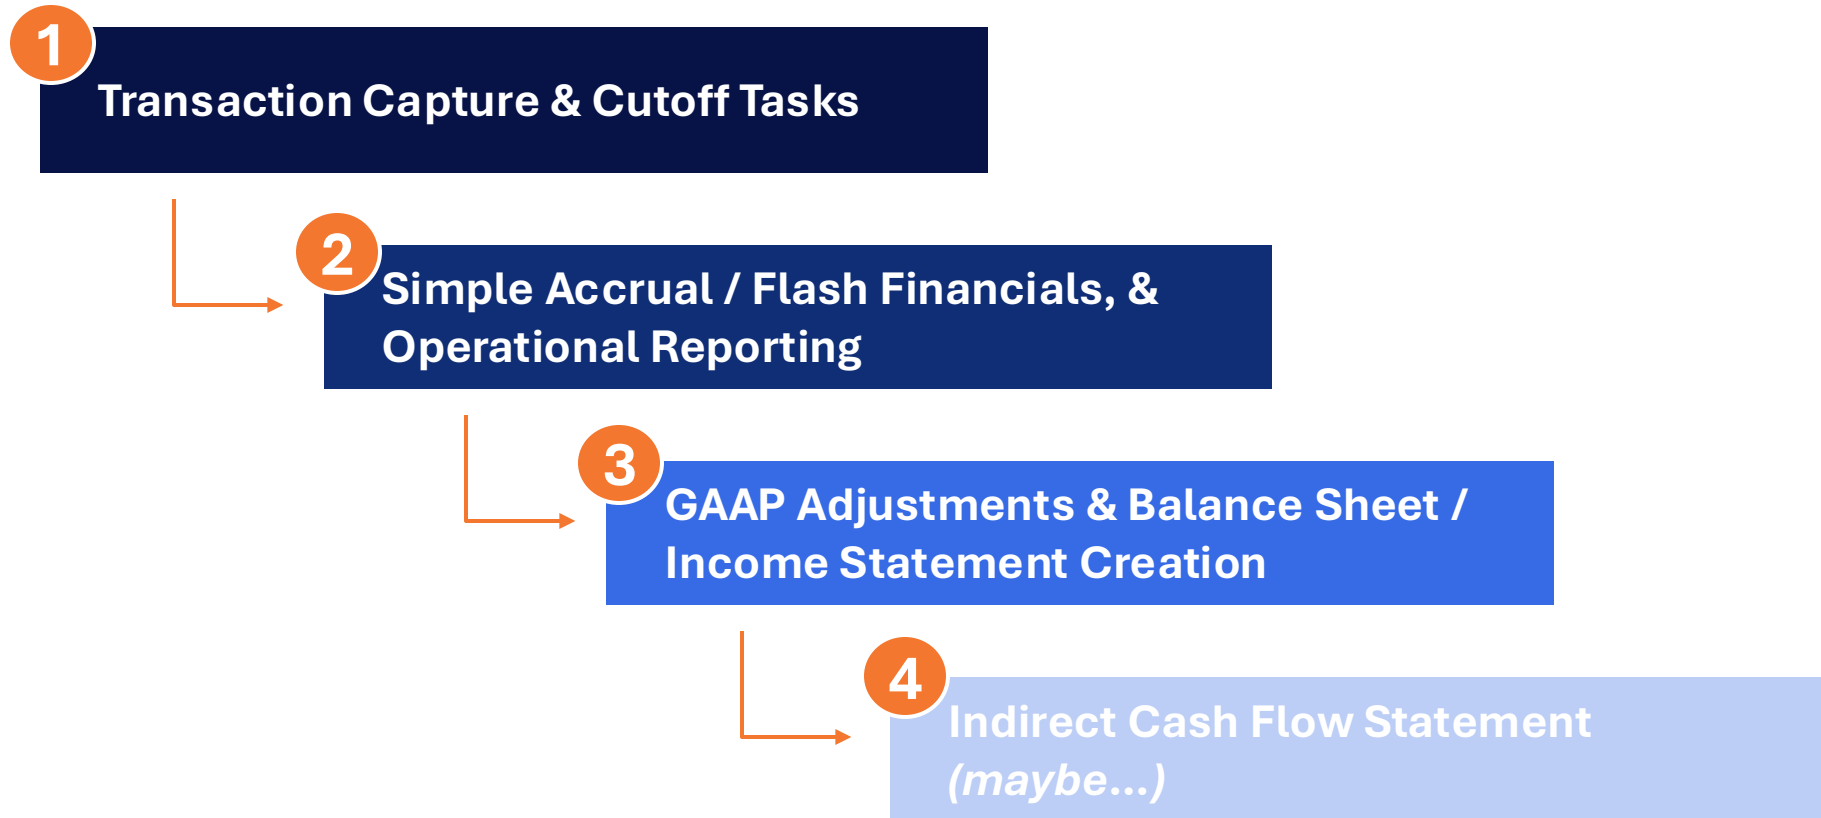 1
Transaction Capture & Cutoff Tasks
2
Simple Accrual / Flash Financials, &
Operational Reporting
3
GAAP Adjustments & Balance Sheet /
Income Statement Creation
4
Indirect Cash Flow Statement
(maybe...)